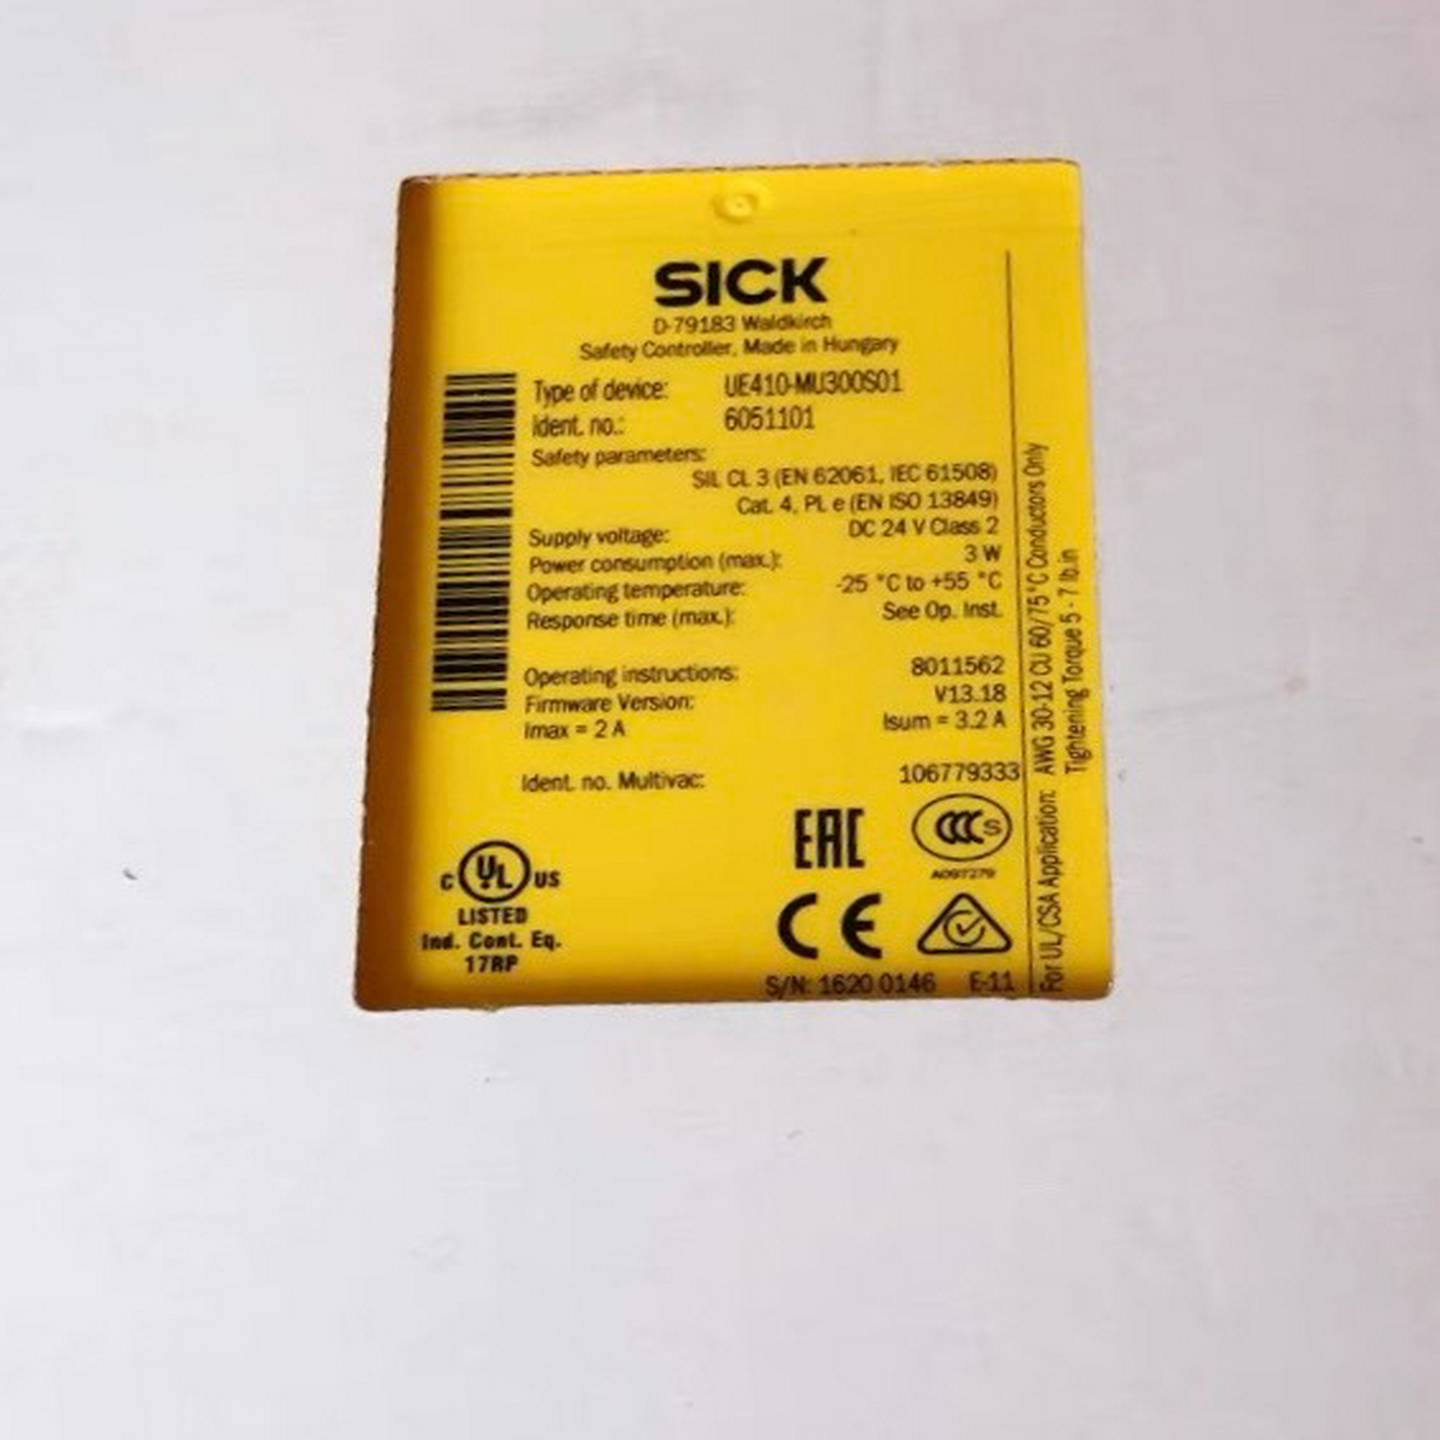 SICK
D-79183 Waldkirch
Safety Controller, Made in Hungary
Type of device: UE410-MU300S01
Ident. no.: 6051101
Safety parameters:
SIL CL 3 (EN 62061, IEC 61508)
Cat. 4, PL e (EN ISO 13849)
Supply voltage: DC 24 V Class 2
Power consumption (max.): 3 W
Operating temperature: -25 °C to +55 °C
Response time (max.): See Op. Inst.
Operating instructions: 8011562
Firmware Version: V13.18
Imax = 2 A Isum = 3.2 A
Ident. no. Multivac: 106779333
EAC CCC S
A097279
C UL US
LISTED
Ind. Cont. Eq.
17RP
CE
S/N: 1620 0146 E-11
For UL/CSA Application: AWG 30-12 CU 60/75°C Conductors Only
Tightening Torque 5 - 7 lb.in